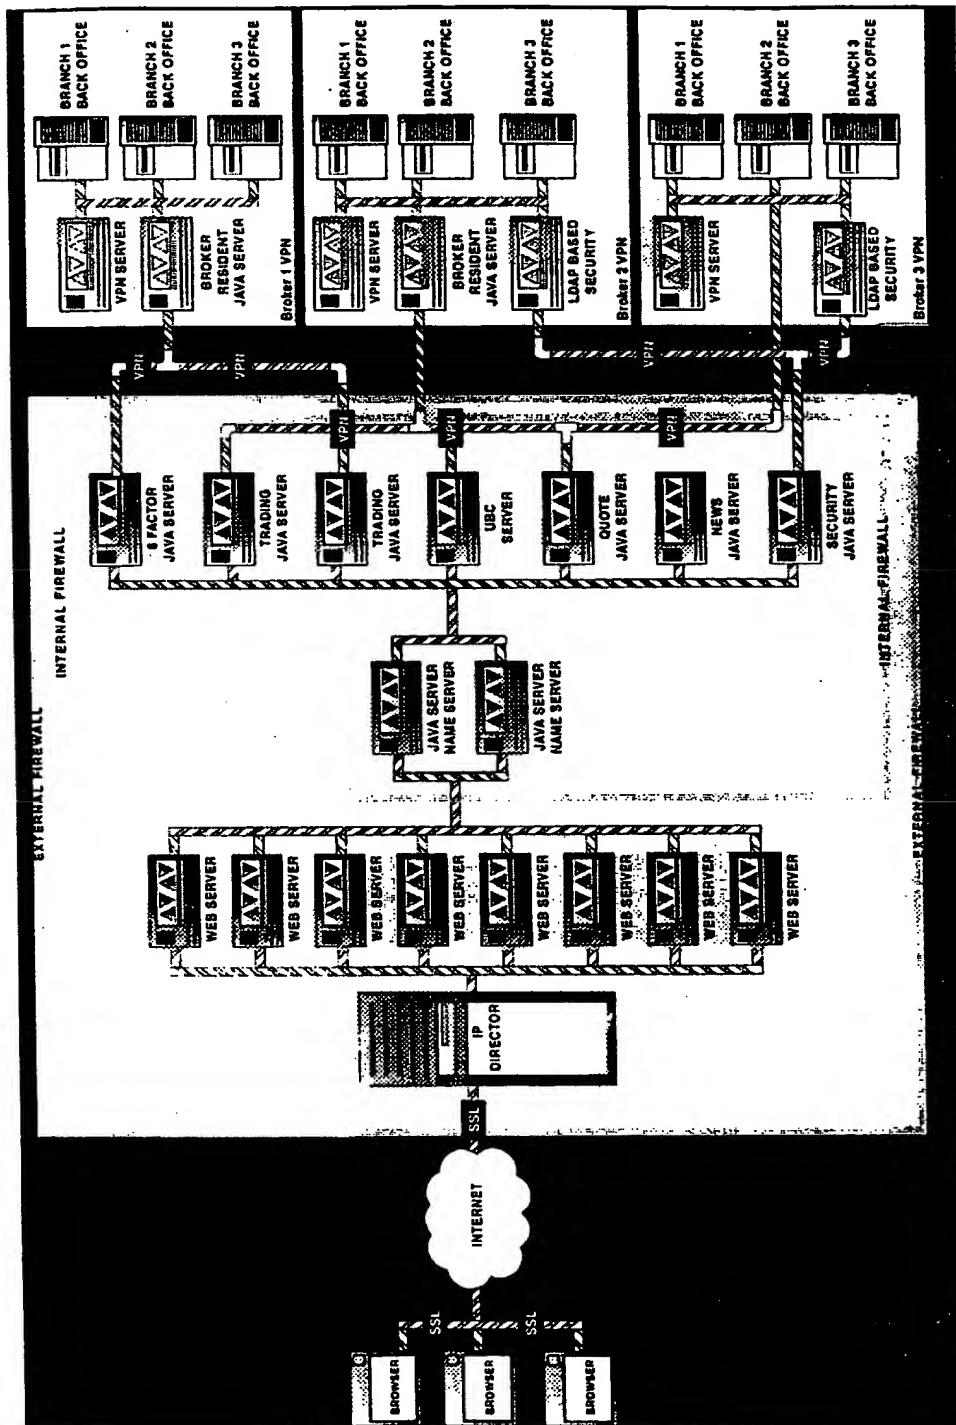 BROWSER
BROWSER
BROWSER
SSL
SSL
INTERNET
SSL
EXTERNAL FIREWALL
INTERNAL FIREWALL
IP
DIRECTOR
WEB SERVER
WEB SERVER
WEB SERVER
WEB SERVER
WEB SERVER
WEB SERVER
WEB SERVER
WEB SERVER
JAVA SERVER
NAME SERVER
JAVA SERVER
NAME SERVER
6 FACTOR
JAVA SERVER
TRADING
JAVA SERVER
TRADING
JAVA SERVER
UBC
SERVER
QUOTE
JAVA SERVER
NEWS
JAVA SERVER
SECURITY
JAVA SERVER
INTERNAL FIREWALL
EXTERNAL FIREWALL
VPN
VPN
VPN
VPN
VPN
VPN
VPN
VPN SERVER
BROKER
RESIDENT
JAVA SERVER
Broker 1 VPN
BRANCH 1
BACK OFFICE
BRANCH 2
BACK OFFICE
BRANCH 3
BACK OFFICE
VPN SERVER
BROKER
RESIDENT
JAVA SERVER
LDAP BASED
SECURITY
Broker 2 VPN
BRANCH 1
BACK OFFICE
BRANCH 2
BACK OFFICE
BRANCH 3
BACK OFFICE
VPN SERVER
LDAP BASED
SECURITY
Broker 3 VPN
BRANCH 1
BACK OFFICE
BRANCH 2
BACK OFFICE
BRANCH 3
BACK OFFICE